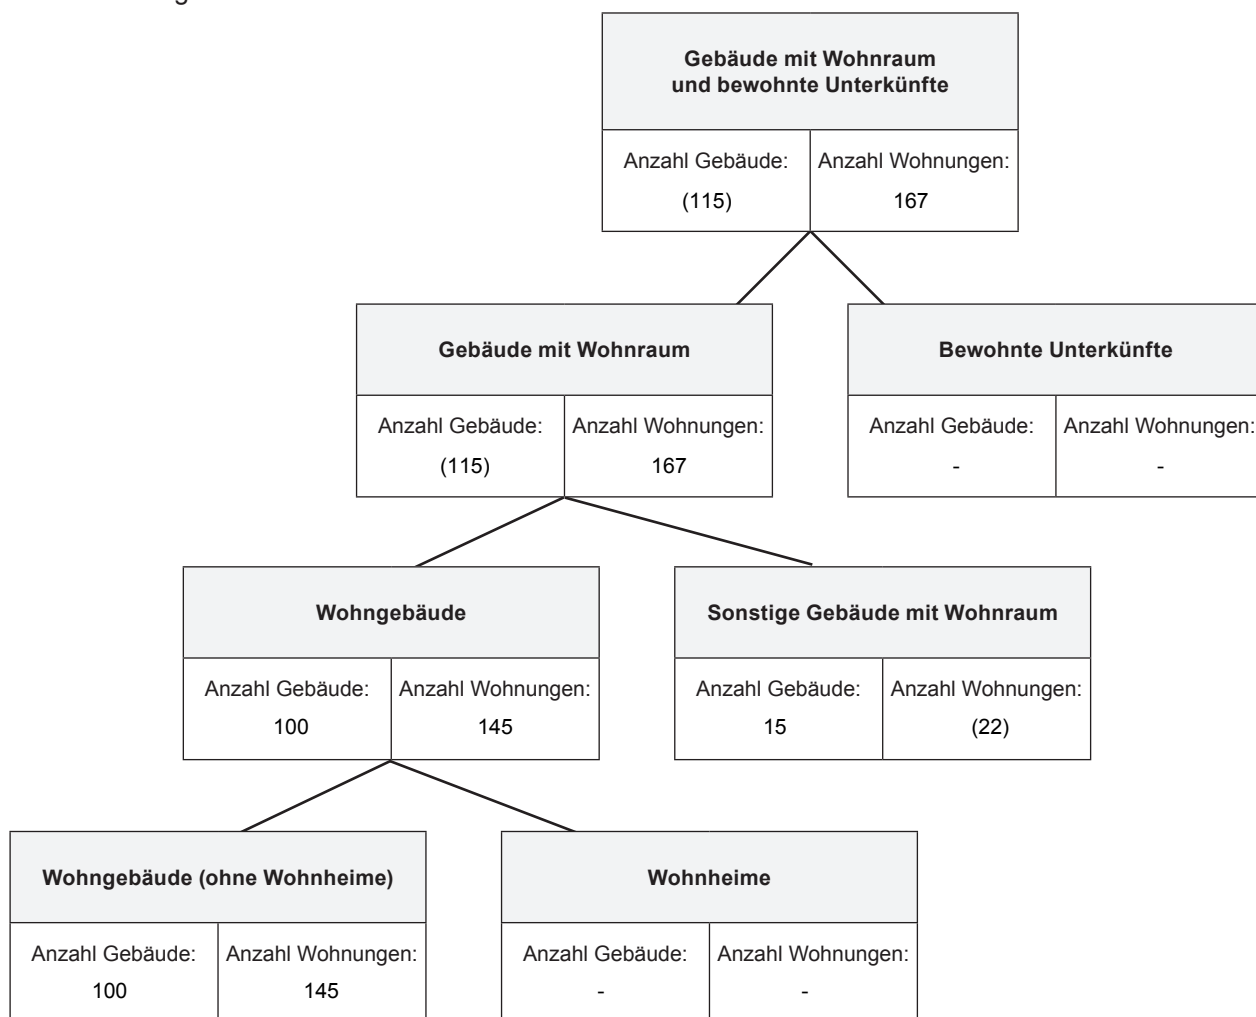 Gebäude mit Wohnraum
und bewohnte Unterkünfte
Anzahl Gebäude: Anzahl Wohnungen:
(115) 167
Gebäude mit Wohnraum
Anzahl Gebäude: Anzahl Wohnungen:
(115) 167
Bewohnte Unterkünfte
Anzahl Gebäude: Anzahl Wohnungen:
- -
Wohngebäude
Anzahl Gebäude: Anzahl Wohnungen:
100 145
Sonstige Gebäude mit Wohnraum
Anzahl Gebäude: Anzahl Wohnungen:
15 (22)
Wohngebäude (ohne Wohnheime)
Anzahl Gebäude: Anzahl Wohnungen:
100 145
Wohnheime
Anzahl Gebäude: Anzahl Wohnungen:
- -